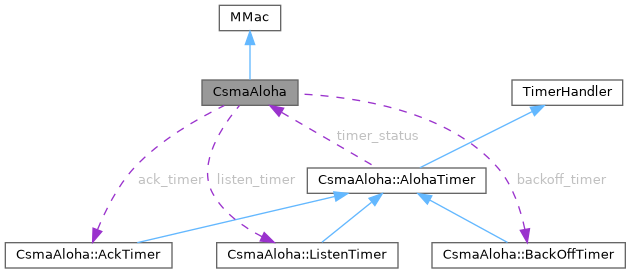 MMac
CsmaAloha
TimerHandler
timer_status
ack_timer
listen_timer
CsmaAloha::AlohaTimer
backoff_timer
CsmaAloha::AckTimer
CsmaAloha::ListenTimer
CsmaAloha::BackOffTimer